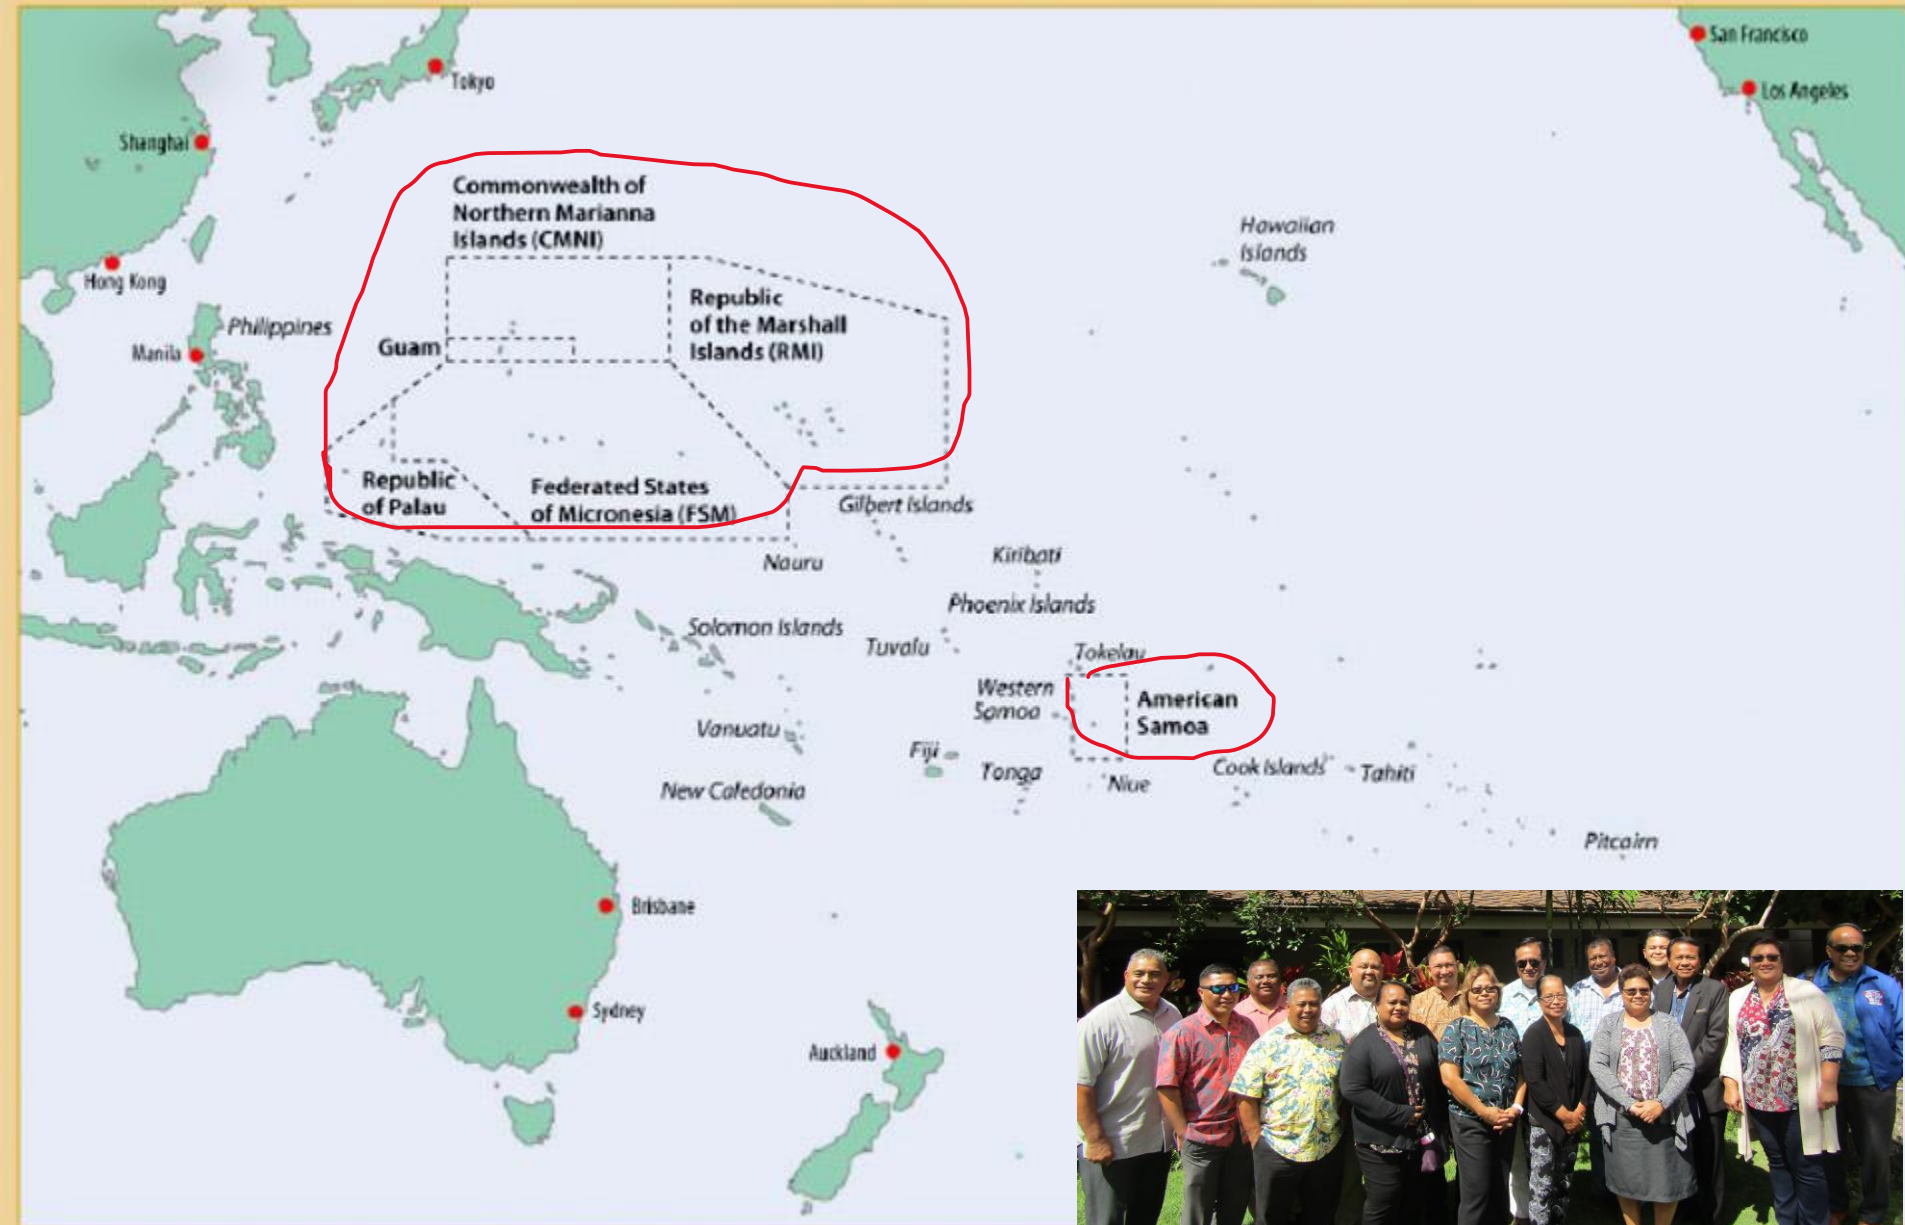 San Francisco
Tokyo
Los Angeles
Shanghai
Commonwealth of
Northern Marianna
Islands (CMNI)
Hawaiian
Islands
Hong Kong
Republic
of the Marshall
Islands (RMI)
Philippines
Guam
Manila
Republic
of Palau
Federated States
of Micronesia (FSM)
Gilbert Islands
Nauru
Kiribati
Phoenix Islands
Solomon Islands
Tuvalu
Tokelau
Western
Samoa
American
Samoa
Vanuatu
Fiji
Tonga
Niue
Cook Islands
Tahiti
New Caledonia
Pitcairn
Brisbane
Sydney
Auckland